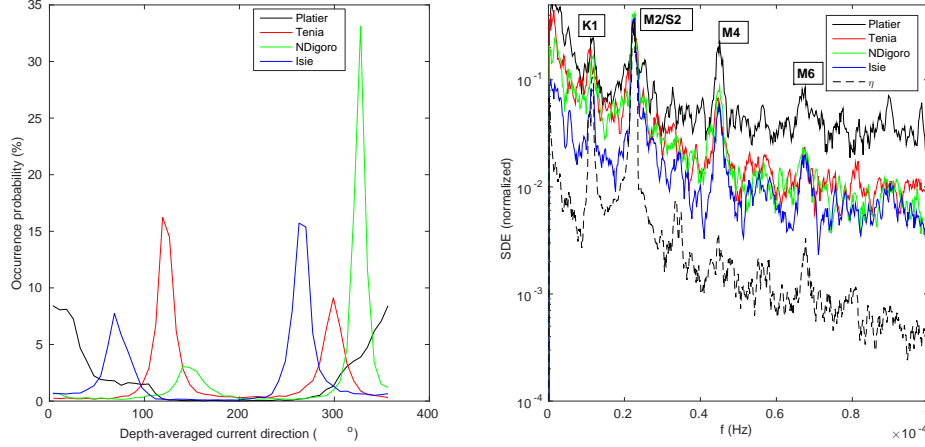 35
30
25
20
15
10
5
0
0
100
200
300
400
Occurrence probability (%)
Depth-averaged current direction ( o)
Platier
Tenia
NDigoro
Isie
10-1
10-2
10-3
10-4
0
0.2
0.4
0.6
0.8
×10-4
SDE (normalized)
f (Hz)
K1
M2/S2
M4
M6
Platier
Tenia
NDigoro
Isie
η